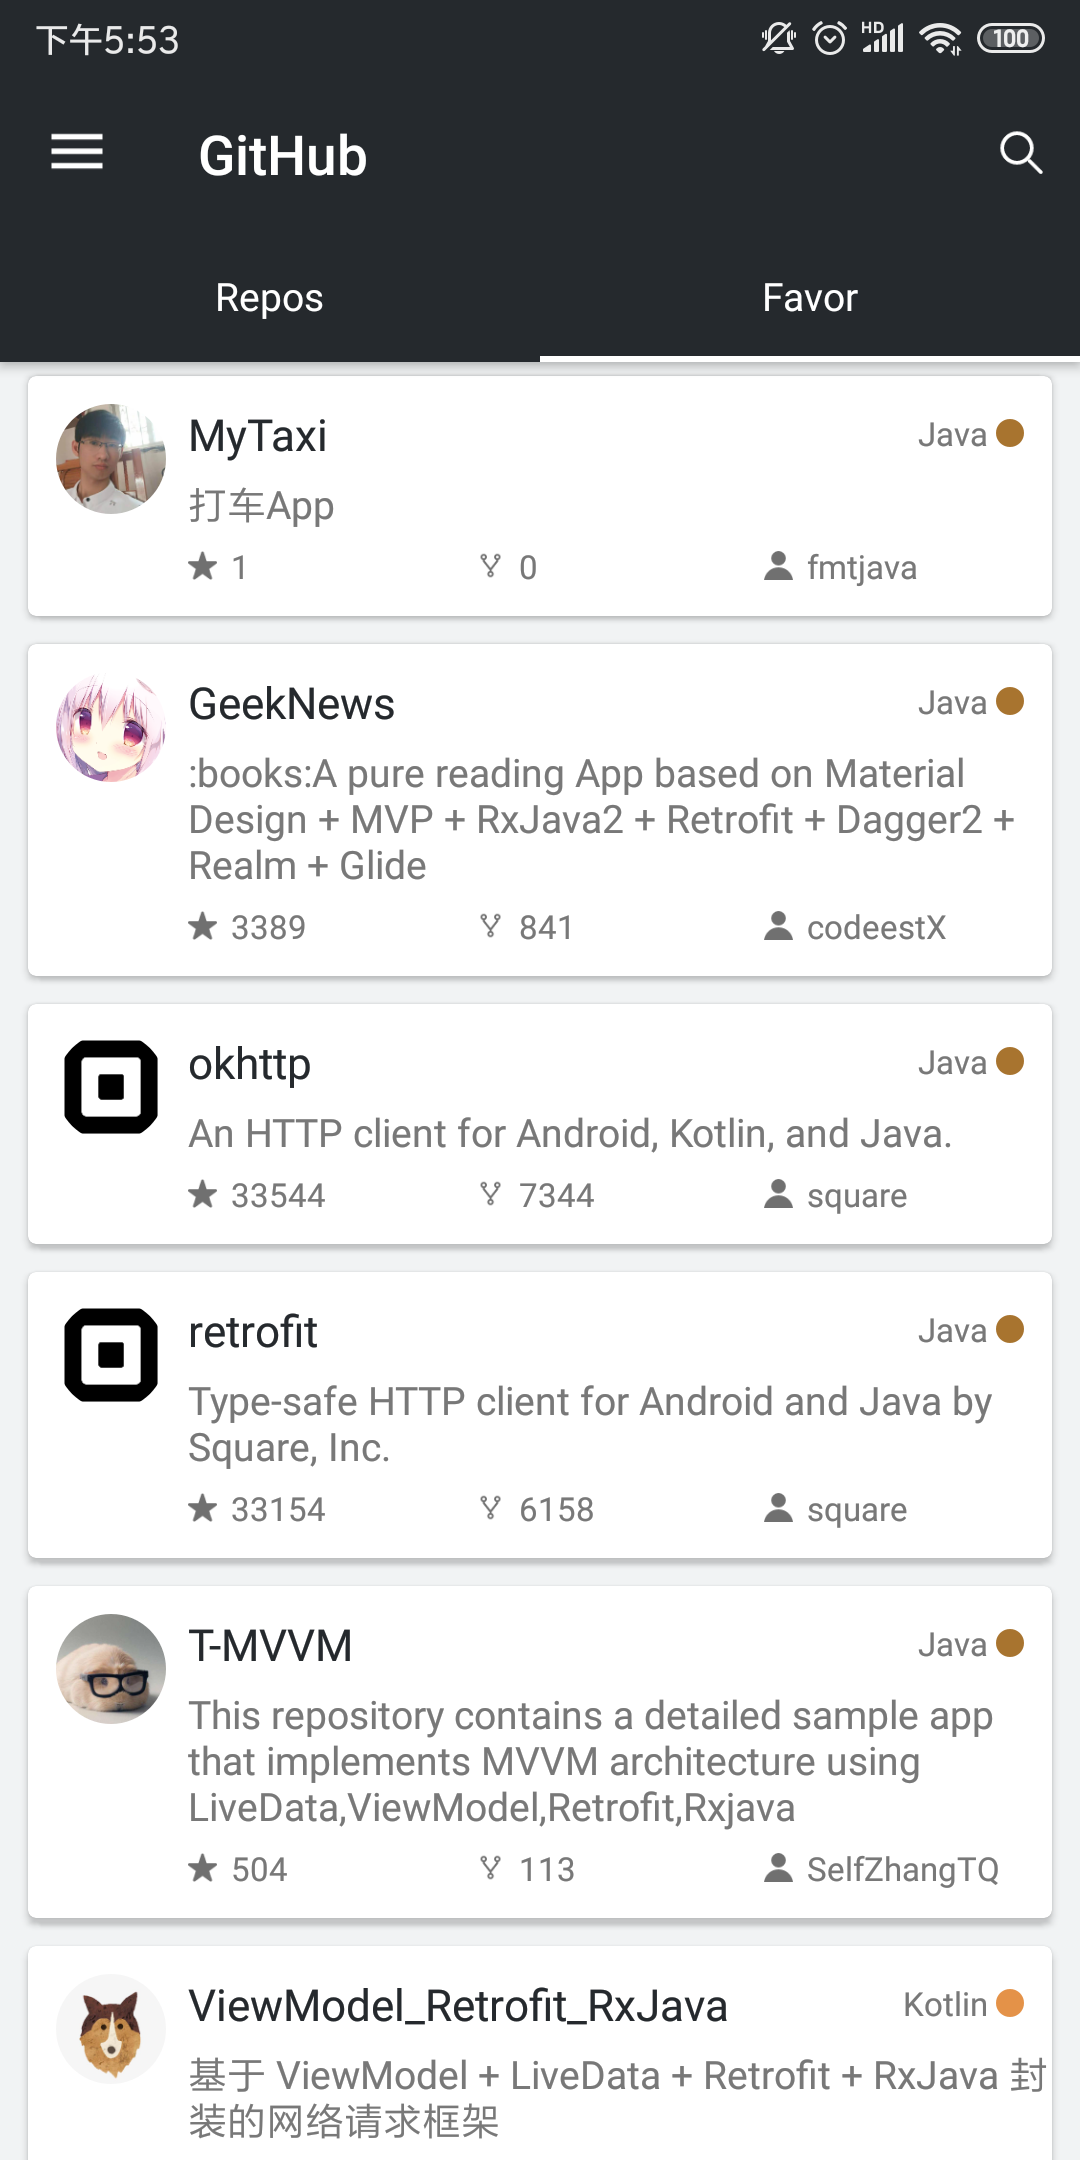 下午5:53
HD
100
GitHub
Repos
Favor
MyTaxi
Java
打车App
1
0
fmtjava
GeekNews
Java
:books:A pure reading App based on Material
Design + MVP + RxJava2 + Retrofit + Dagger2 +
Realm + Glide
3389
841
codeestX
okhttp
Java
An HTTP client for Android, Kotlin, and Java.
33544
7344
square
retrofit
Java
Type-safe HTTP client for Android and Java by
Square, Inc.
33154
6158
square
T-MVVM
Java
This repository contains a detailed sample app
that implements MVVM architecture using
LiveData,ViewModel,Retrofit,Rxjava
504
113
SelfZhangTQ
ViewModel_Retrofit_RxJava
Kotlin
基于 ViewModel + LiveData + Retrofit + RxJava 封
装的网络请求框架